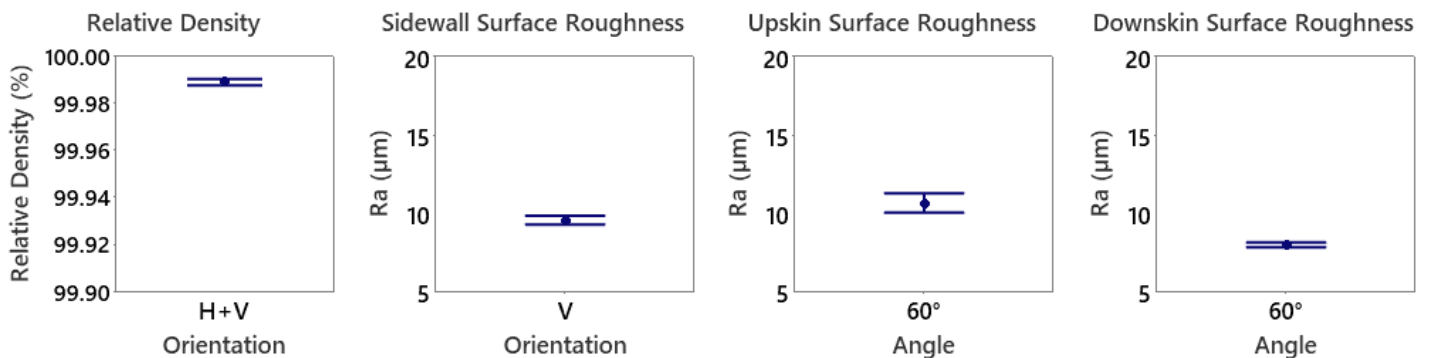 Relative Density
Relative Density (%)
100.00
99.98
99.96
99.94
99.92
99.90
H+V
Orientation
Sidewall Surface Roughness
Ra (μm)
20
15
10
5
V
Orientation
Upskin Surface Roughness
Ra (μm)
20
15
10
5
60°
Angle
Downskin Surface Roughness
Ra (μm)
20
15
10
5
60°
Angle